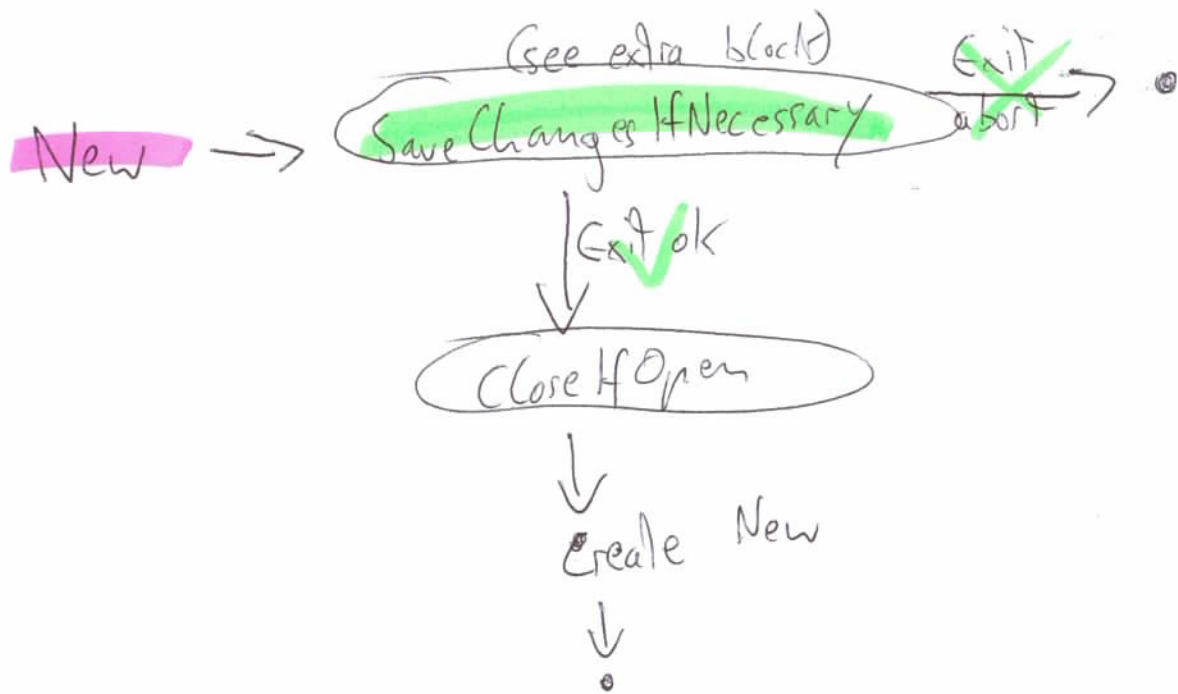 (see extra block)
Exit
abort
SaveChangesIfNecessary
New
Exit ok
CloseIfOpen
Create New